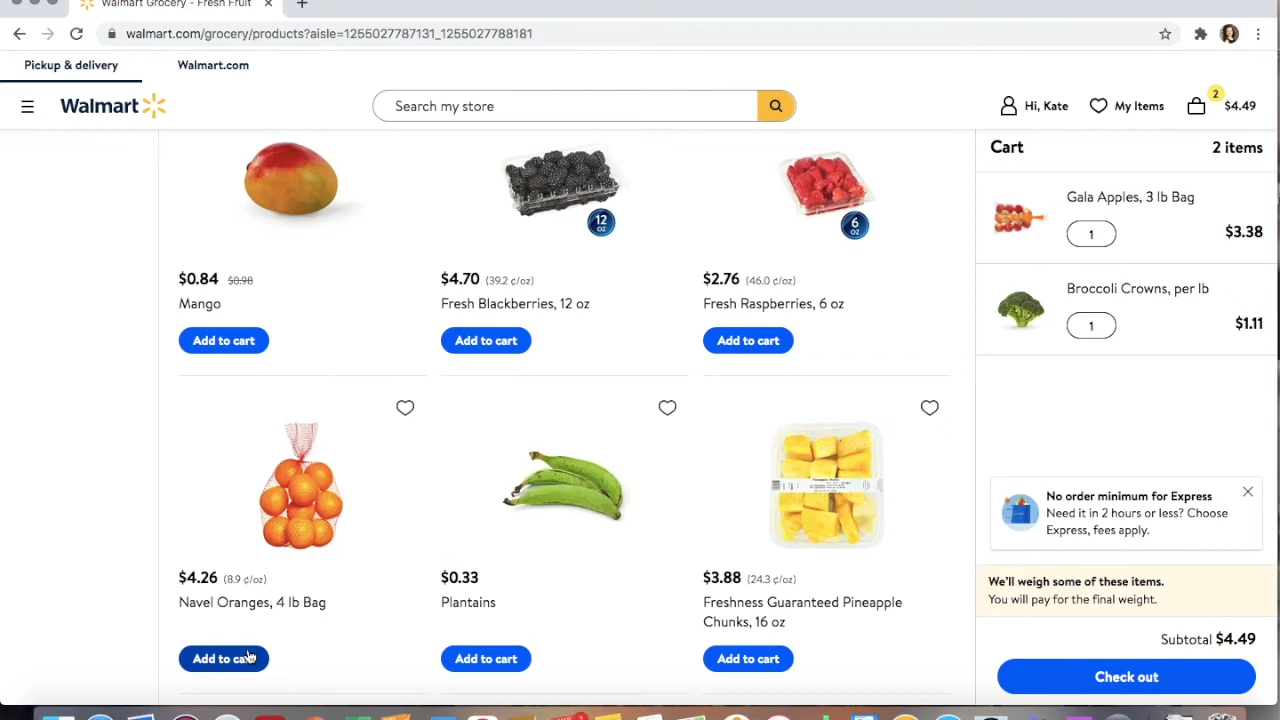 Walmart Grocery - Fresh Fruit
walmart.com/grocery/products?aisle=1255027787131_1255027788181
Pickup & delivery
Walmart.com
Walmart
Search my store
Hi, Kate
My Items
2
$4.49
12
oz
6
oz
$0.84 $0.98
Mango
Add to cart
$4.70 (39.2 ¢/oz)
Fresh Blackberries, 12 oz
Add to cart
$2.76 (46.0 ¢/oz)
Fresh Raspberries, 6 oz
Add to cart
$4.26 (8.9 ¢/oz)
Navel Oranges, 4 lb Bag
Add to cart
$0.33
Plantains
Add to cart
$3.88 (24.3 ¢/oz)
Freshness Guaranteed Pineapple
Chunks, 16 oz
Add to cart
Cart
2 items
Gala Apples, 3 lb Bag
1
$3.38
Broccoli Crowns, per lb
1
$1.11
No order minimum for Express
Need it in 2 hours or less? Choose
Express, fees apply.
We'll weigh some of these items.
You will pay for the final weight.
Subtotal $4.49
Check out